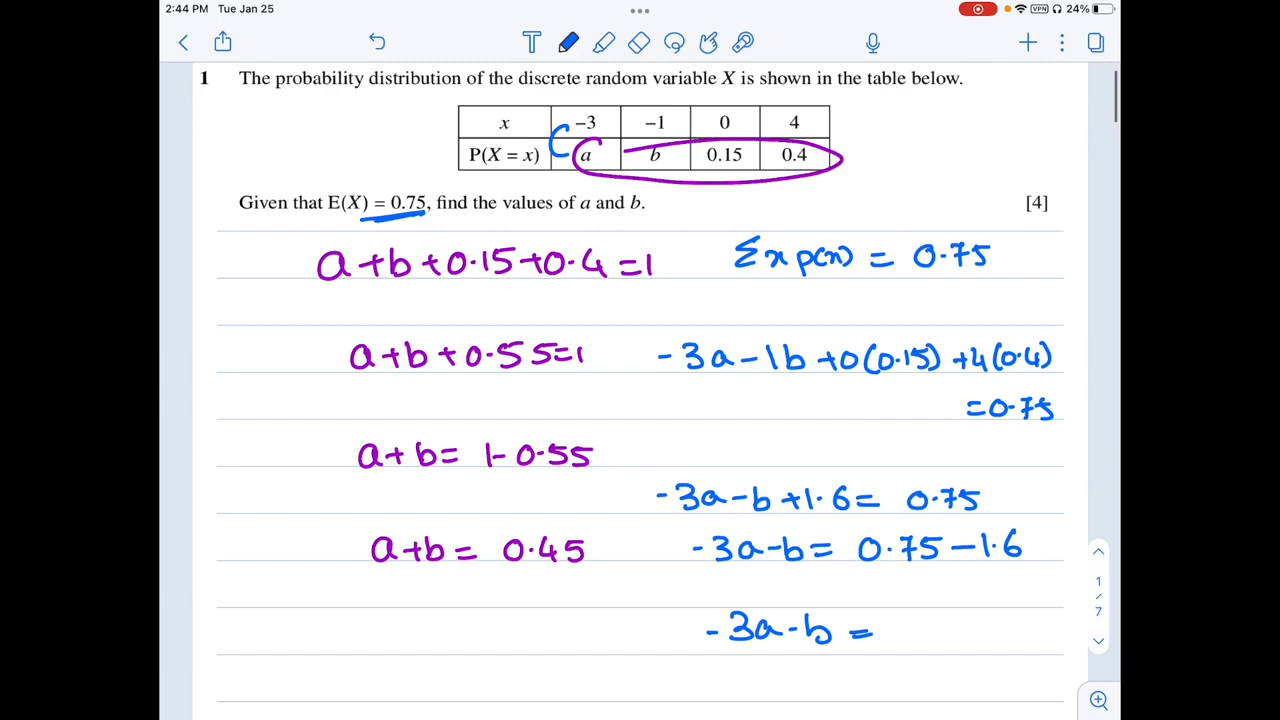 2:44 PM Tue Jan 25
VPN 24%
1 The probability distribution of the discrete random variable X is shown in the table below.
x −3 −1 0 4
P(X = x) a b 0.15 0.4
Given that E(X) = 0.75, find the values of a and b. [4]
a+b+0.15+0.4=1
Σx p(x) = 0.75
a+b+0.55=1
-3a-1b+0(0.15)+4(0.4)
=0.75
a+b= 1-0.55
-3a-b+1.6= 0.75
a+b= 0.45
-3a-b= 0.75-1.6
-3a-b=
1
/
7